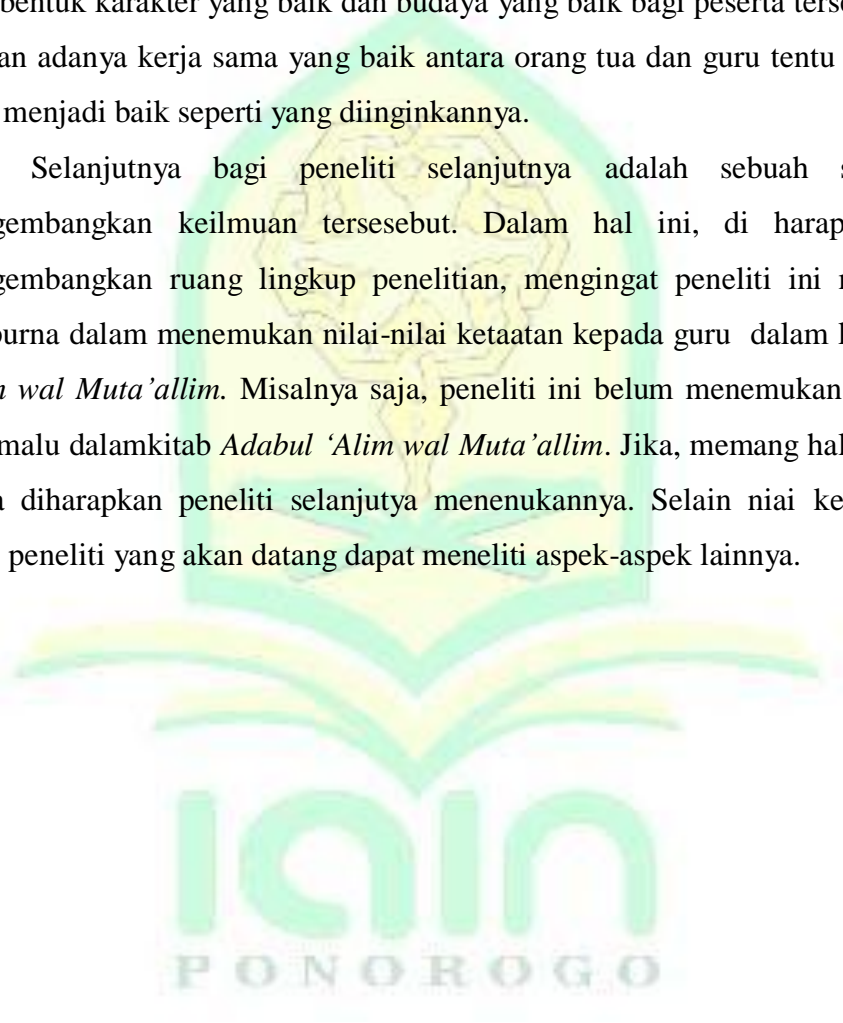 bentuk karakter yang baik dan budaya yang baik bagi peserta terse
an adanya kerja sama yang baik antara orang tua dan guru tentu
menjadi baik seperti yang diinginkannya.
Selanjutnya bagi peneliti selanjutnya adalah sebuah s
gembangkan keilmuan tersesebut. Dalam hal ini, di harap
gembangkan ruang lingkup penelitian, mengingat peneliti ini
purna dalam menemukan nilai-nilai ketaatan kepada guru dalam
wal Muta’allim. Misalnya saja, peneliti ini belum menemukan
malu dalamkitab Adabul ‘Alim wal Muta’allim. Jika, memang hal
diharapkan peneliti selanjutya menenukannya. Selain niai ke
peneliti yang akan datang dapat meneliti aspek-aspek lainnya.
iain
PONOROGO